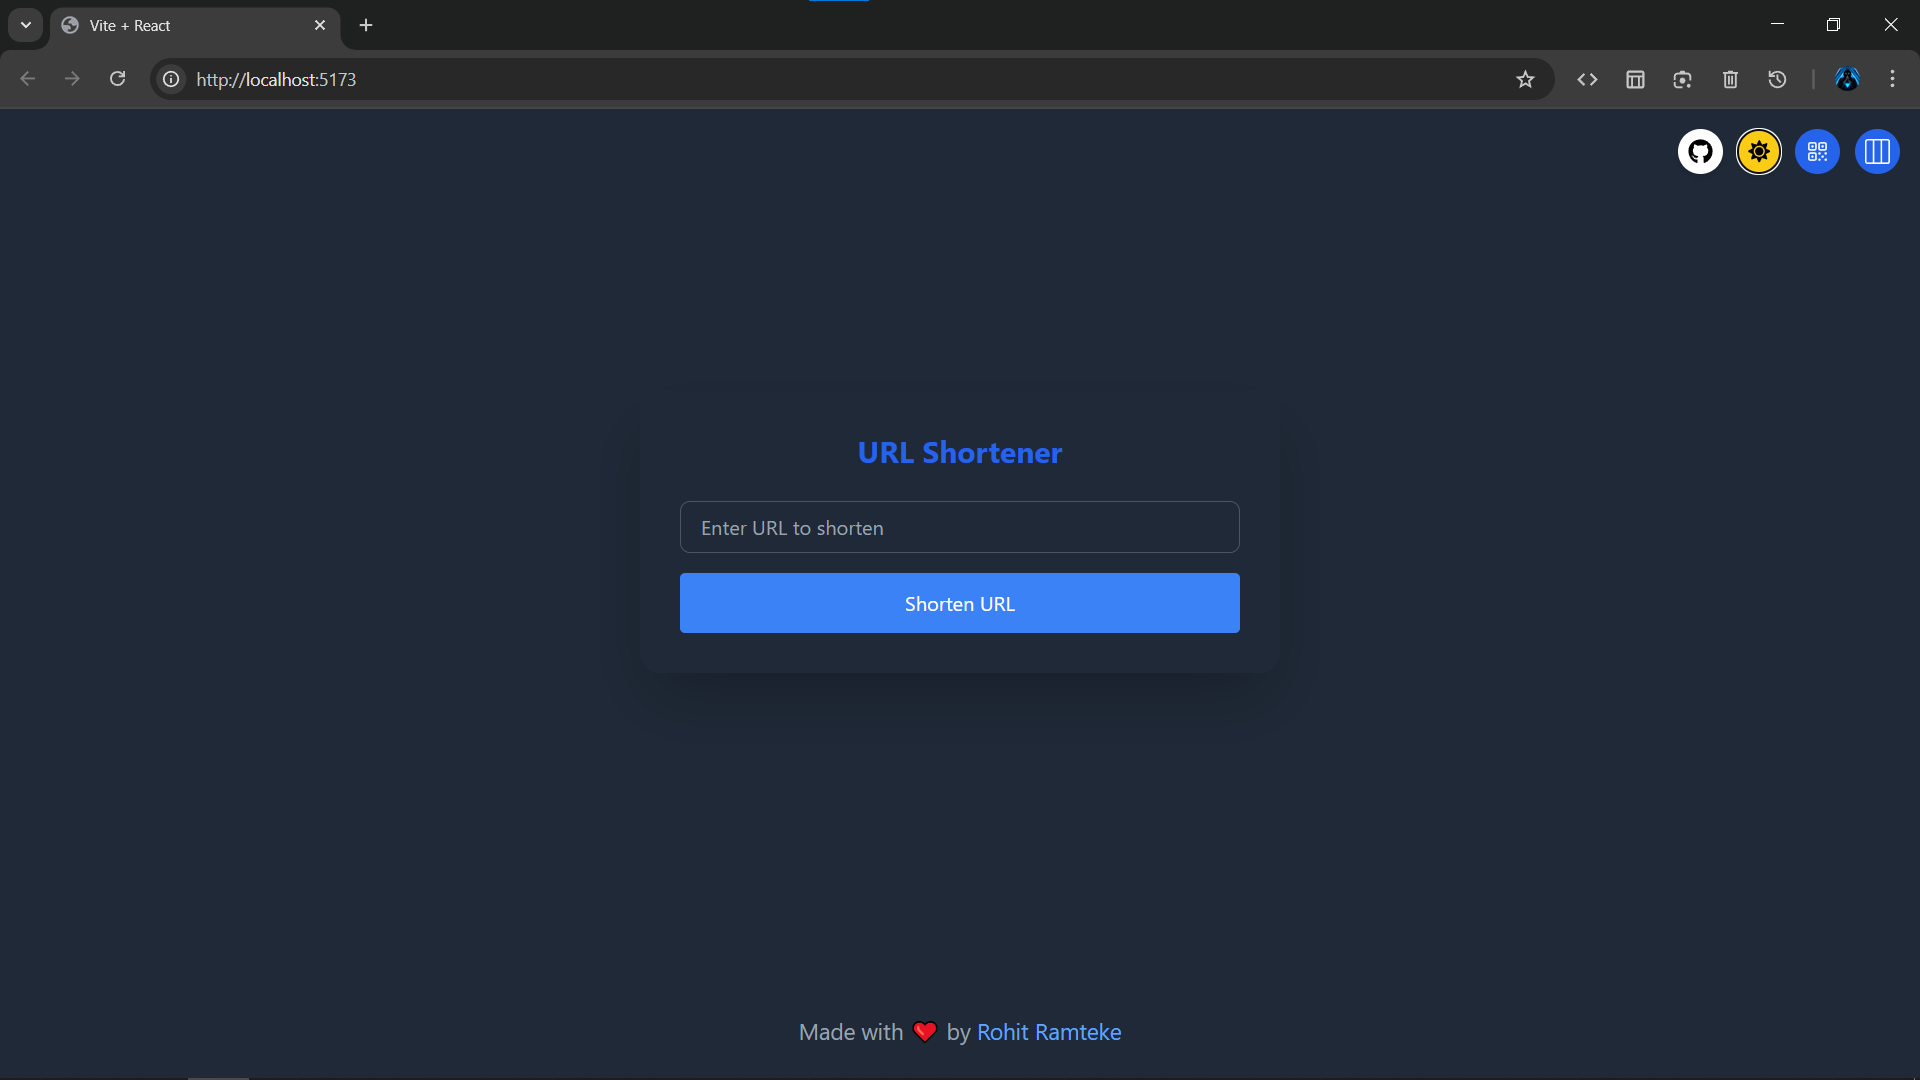 Vite + React
http://localhost:5173
URL Shortener
Enter URL to shorten
Shorten URL
Made with ❤️ by Rohit Ramteke